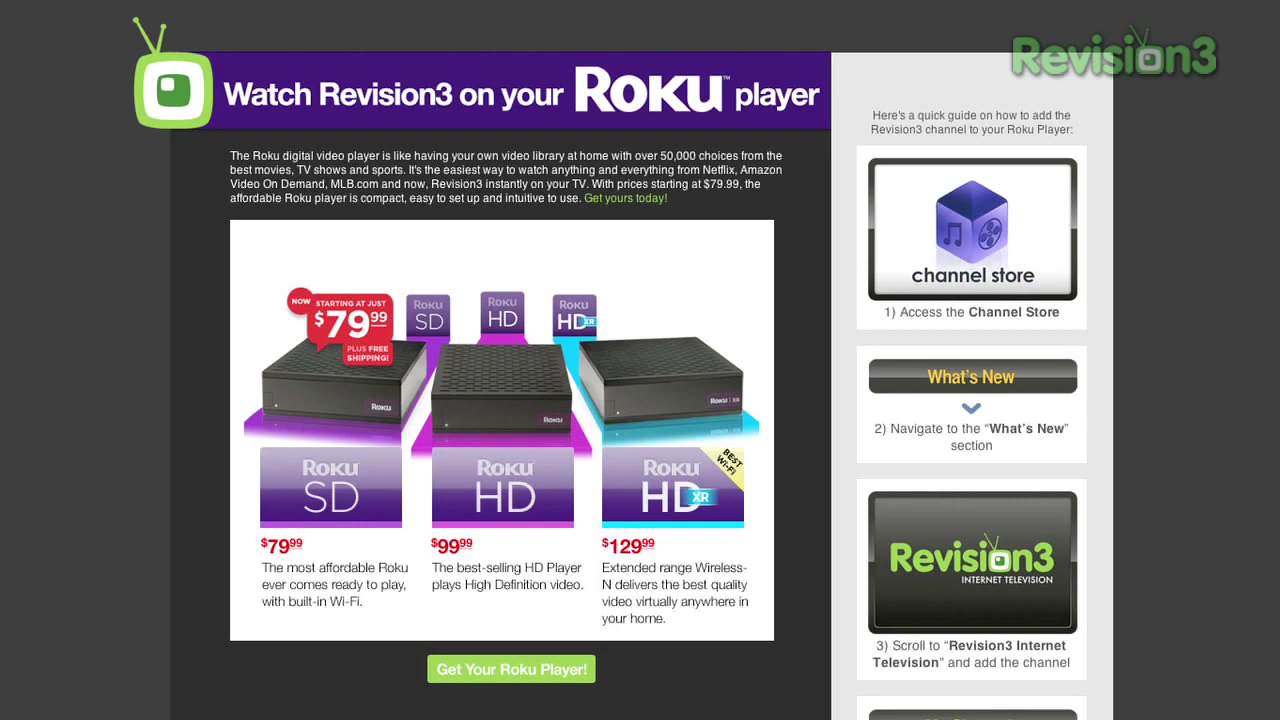 Revision3
Watch Revision3 on your ROKU™ player
The Roku digital video player is like having your own video library at home with over 50,000 choices from the
best movies, TV shows and sports. It's the easiest way to watch anything and everything from Netflix, Amazon
Video On Demand, MLB.com and now, Revision3 instantly on your TV. With prices starting at $79.99, the
affordable Roku player is compact, easy to set up and intuitive to use. Get yours today!
NOW
STARTING AT JUST
$79.99
PLUS FREE
SHIPPING!
Roku
SD
Roku
HD
Roku
HD XR
Roku
Roku
Roku | XR
Roku
SD
Roku
HD
Roku
HD XR
BEST
WI-FI
$79.99
The most affordable Roku
ever comes ready to play,
with built-in Wi-Fi.
$99.99
The best-selling HD Player
plays High Definition video.
$129.99
Extended range Wireless-
N delivers the best quality
video virtually anywhere in
your home.
Get Your Roku Player!
Here's a quick guide on how to add the
Revision3 channel to your Roku Player:
channel store
1) Access the Channel Store
What's New
2) Navigate to the “What's New”
section
Revision3
INTERNET TELEVISION
3) Scroll to “Revision3 Internet
Television” and add the channel